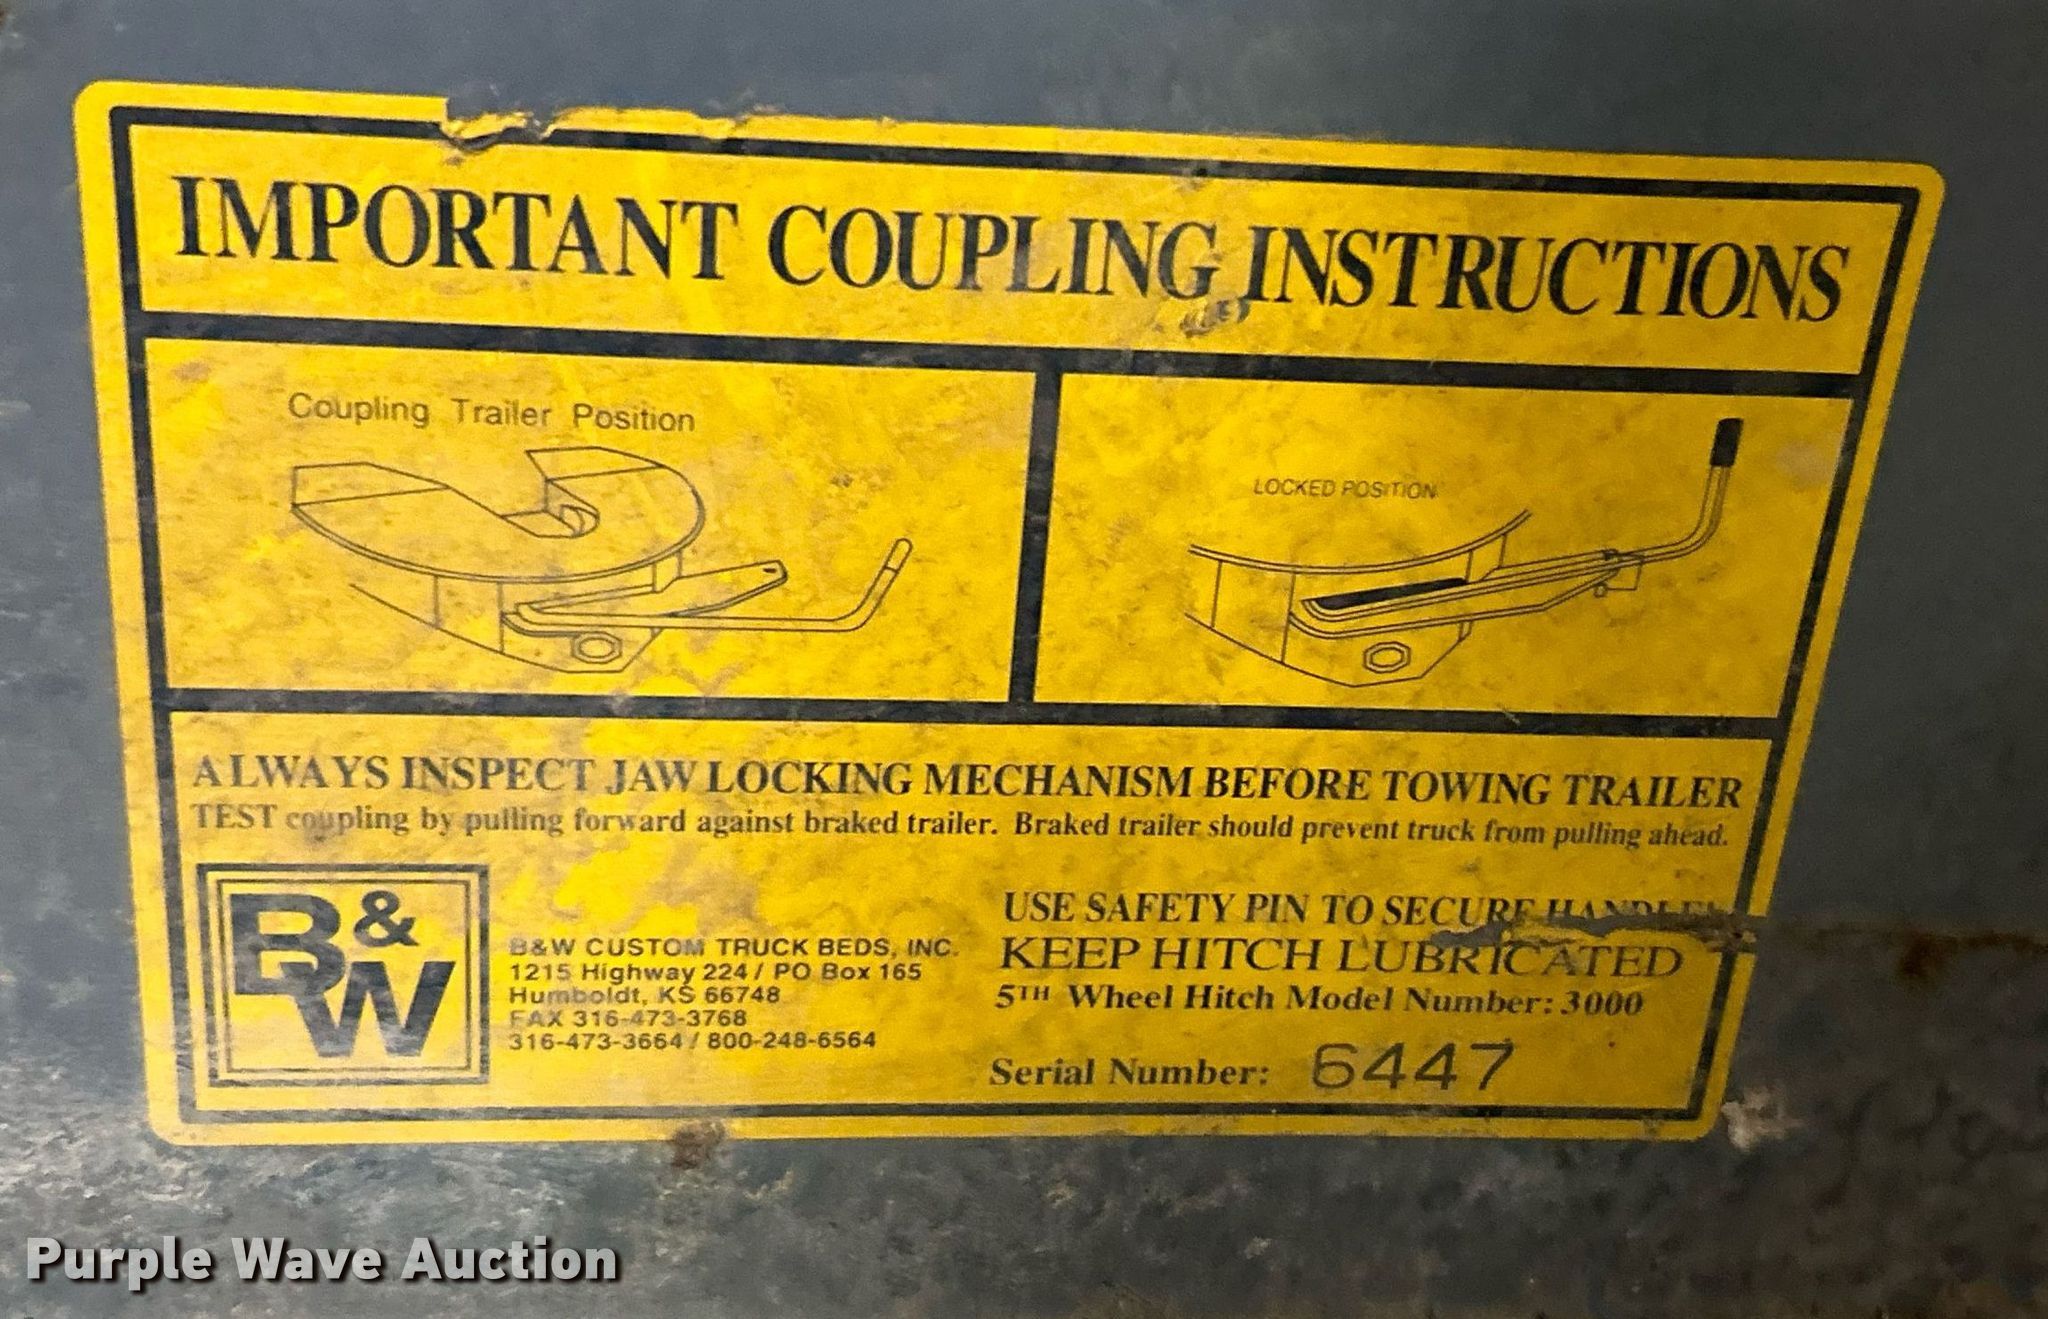 IMPORTANT COUPLING INSTRUCTIONS
Coupling Trailer Position
LOCKED POSITION
ALWAYS INSPECT JAW LOCKING MECHANISM BEFORE TOWING TRAILER
TEST coupling by pulling forward against braked trailer. Braked trailer should prevent truck from pulling ahead.
B&W
B&W CUSTOM TRUCK BEDS, INC.
1215 Highway 224 / PO Box 165
Humboldt, KS 66748
FAX 316-473-3768
316-473-3664 / 800-248-6564
USE SAFETY PIN TO SECURE HANDLE!
KEEP HITCH LUBRICATED
5TH Wheel Hitch Model Number: 3000
Serial Number: 6447
Purple Wave Auction